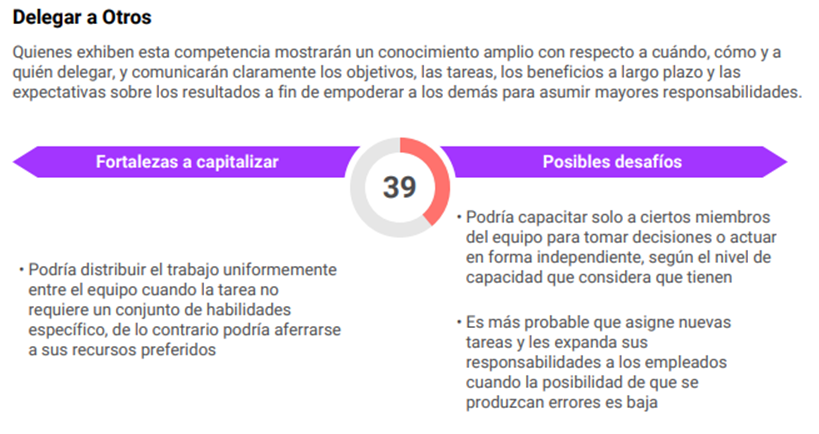 Delegar a Otros
Quienes exhiben esta competencia mostrarán un conocimiento amplio con respecto a cuándo, cómo y a
quién delegar, y comunicarán claramente los objetivos, las tareas, los beneficios a largo plazo y las
expectativas sobre los resultados a fin de empoderar a los demás para asumir mayores responsabilidades.
Fortalezas a capitalizar
39
Posibles desafíos
• Podría distribuir el trabajo uniformemente
entre el equipo cuando la tarea no
requiere un conjunto de habilidades
específico, de lo contrario podría aferrarse
a sus recursos preferidos
• Podría capacitar solo a ciertos miembros
del equipo para tomar decisiones o actuar
en forma independiente, según el nivel de
capacidad que considera que tienen
• Es más probable que asigne nuevas
tareas y les expanda sus
responsabilidades a los empleados
cuando la posibilidad de que se
produzcan errores es baja